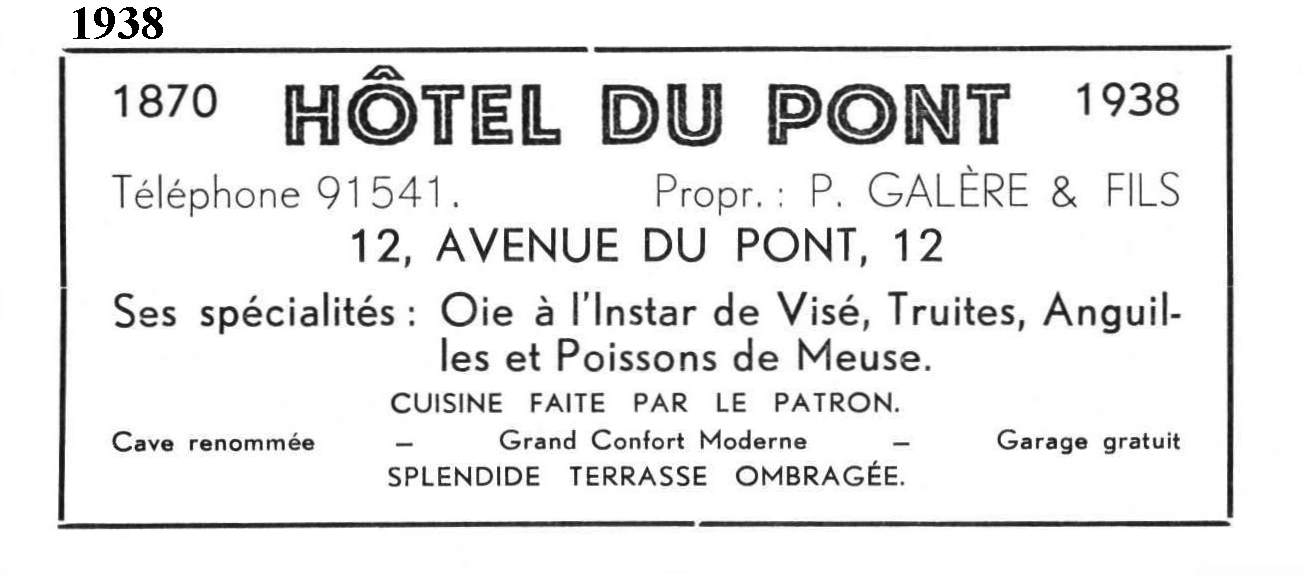 1938
1870 HÔTEL DU PONT 1938
Téléphone 91541. Propr. : P. GALÈRE & FILS
12, AVENUE DU PONT, 12
Ses spécialités : Oie à l'Instar de Visé, Truites, Anguil-
les et Poissons de Meuse.
CUISINE FAITE PAR LE PATRON.
Cave renommée – Grand Confort Moderne – Garage gratuit
SPLENDIDE TERRASSE OMBRAGÉE.